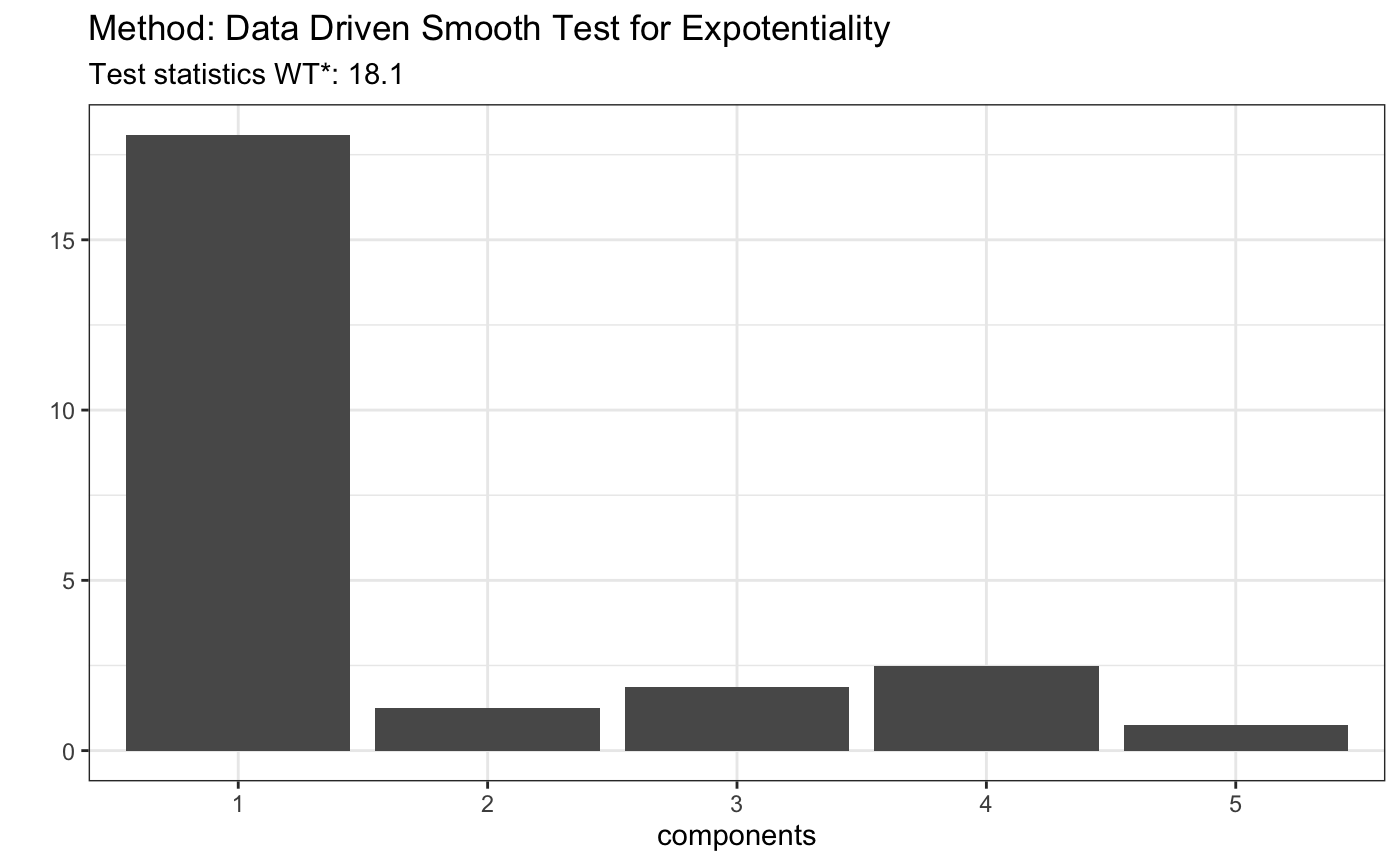 Method: Data Driven Smooth Test for Expotentiality
Test statistics WT*: 18.1
15
10
5
0
1 2 3 4 5
components